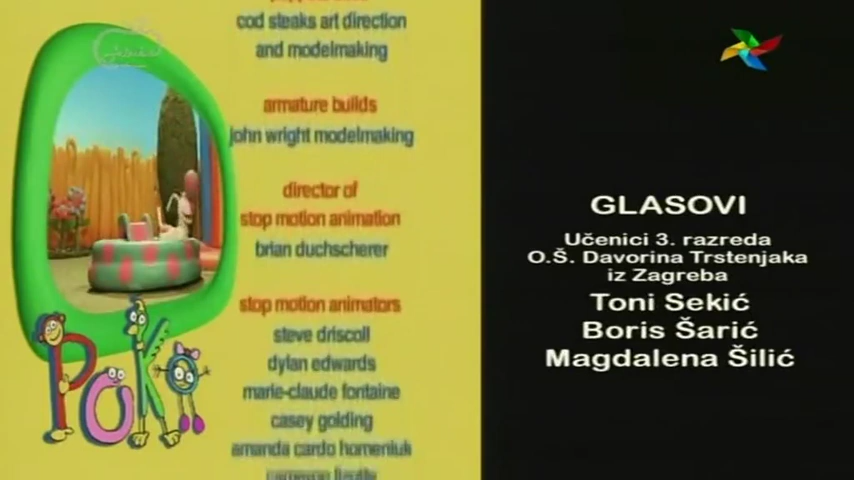 cod steaks art direction
and modelmaking
armature builds
john wright modelmaking
director of
stop motion animation
brian duchscherer
stop motion animators
steve driscoll
dylan edwards
marie-claude fontaine
casey golding
amanda cardo homeniuk
Poko
GLASOVI
Učenici 3. razreda
O.Š. Davorina Trstenjaka
iz Zagreba
Toni Sekić
Boris Šarić
Magdalena Šilić